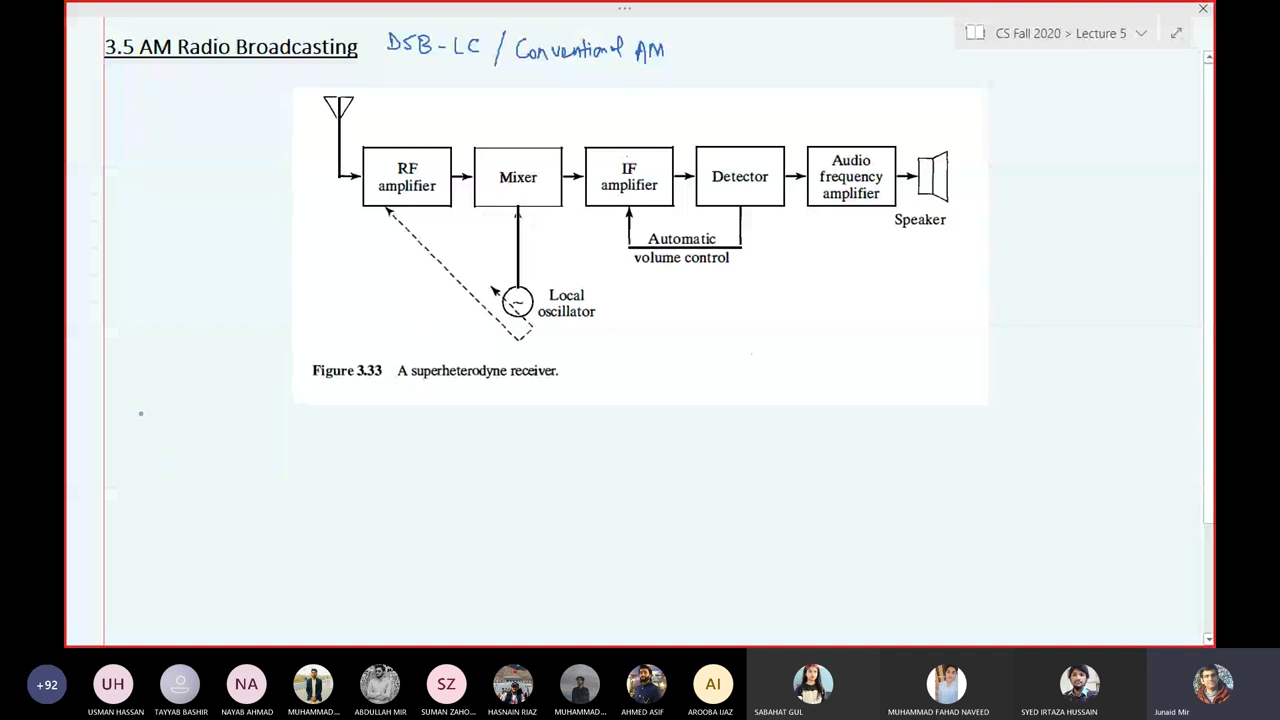 ...
CS Fall 2020 > Lecture 5
3.5 AM Radio Broadcasting DSB-LC / Conventional AM
RF amplifier
Mixer
IF amplifier
Detector
Audio frequency amplifier
Speaker
Automatic volume control
~
Local oscillator
Figure 3.33 A superheterodyne receiver.
+92
UH
USMAN HASSAN
TAYYAB BASHIR
NA
NAYAB AHMAD
MUHAMMAD...
ABDULLAH MIR
SZ
SUMAN ZAHO...
HASNAIN RIAZ
MUHAMMAD...
AHMED ASIF
AI
AROOBA IJAZ
SABAHAT GUL
MUHAMMAD FAHAD NAVEED
SYED IRTAZA HUSSAIN
Junaid Mir